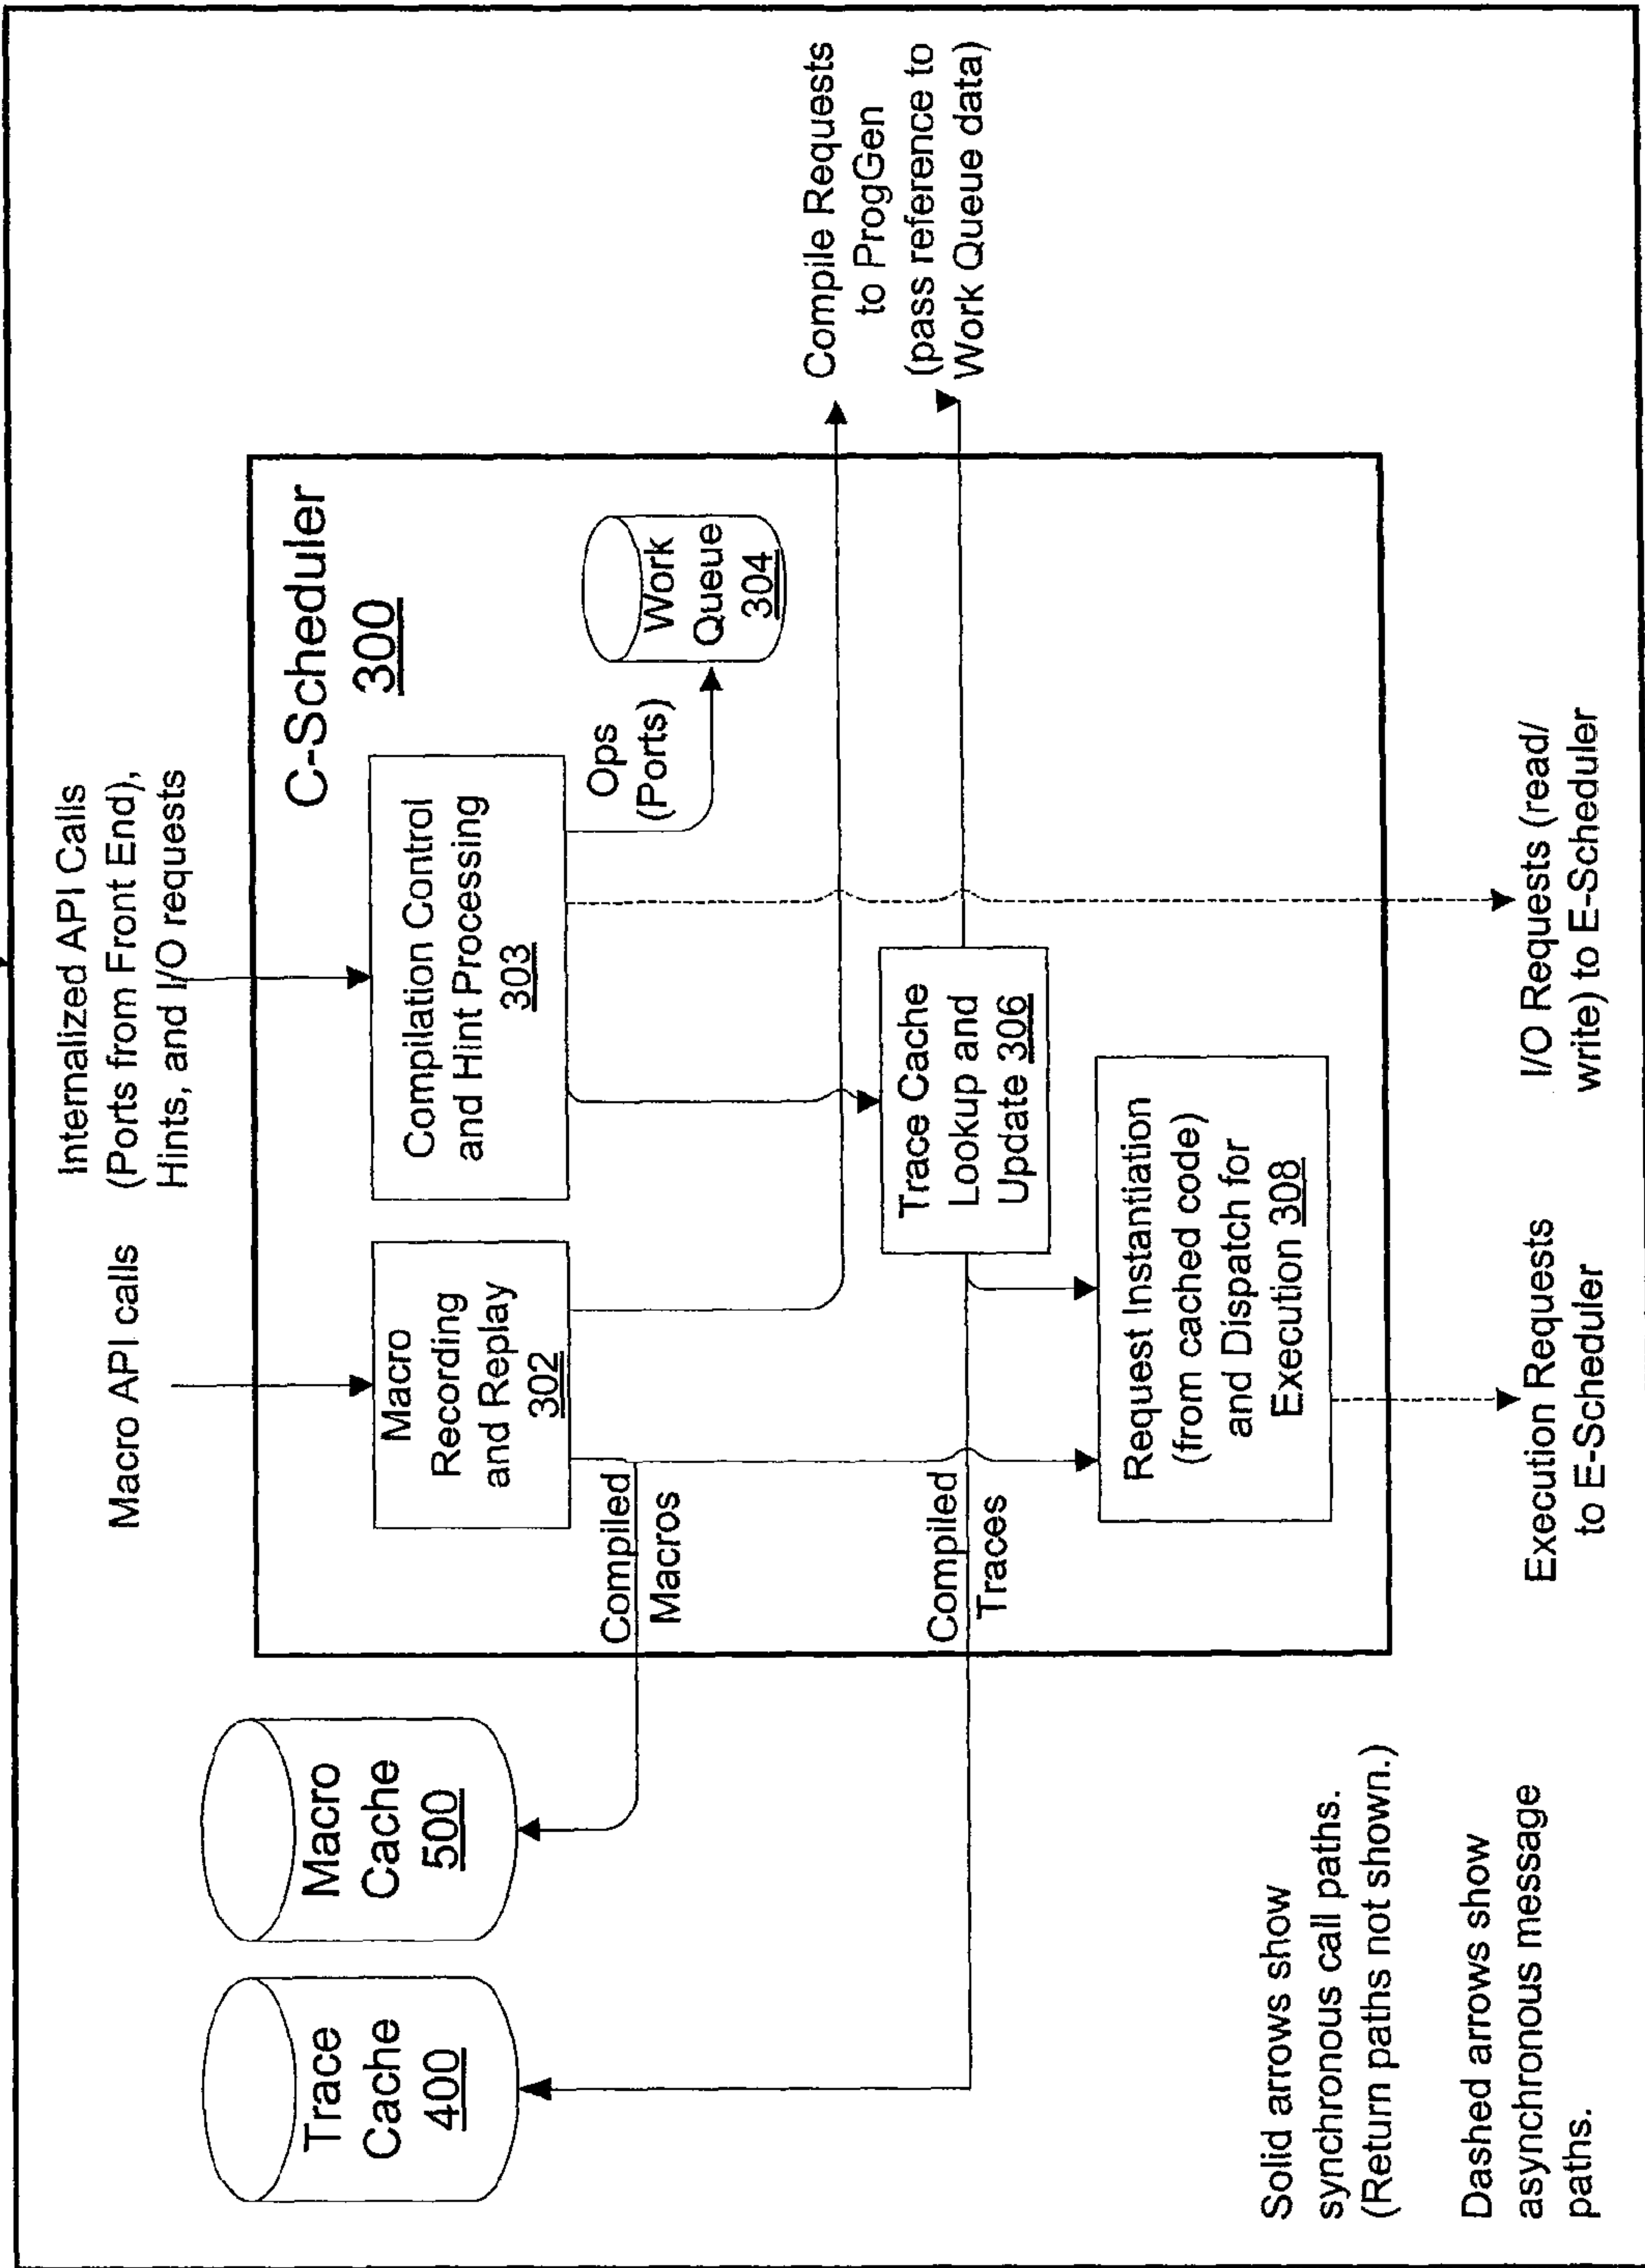 Macro API calls
Internalized API Calls
(Ports from Front End),
Hints, and I/O requests
Trace
Cache
400
Macro
Cache
500
C-Scheduler
300
Macro
Recording
and Replay
302
Compilation Control
and Hint Processing
303
Ops
(Ports)
Work
Queue
304
Compiled
Macros
Compile Requests
to ProgGen
(pass reference to
Work Queue data)
Trace Cache
Lookup and
Update 306
Compiled
Traces
Request Instantiation
(from cached code)
and Dispatch for
Execution 308
Solid arrows show
synchronous call paths.
(Return paths not shown.)
Dashed arrows show
asynchronous message
paths.
Execution Requests
to E-Scheduler
I/O Requests (read/
write) to E-Scheduler